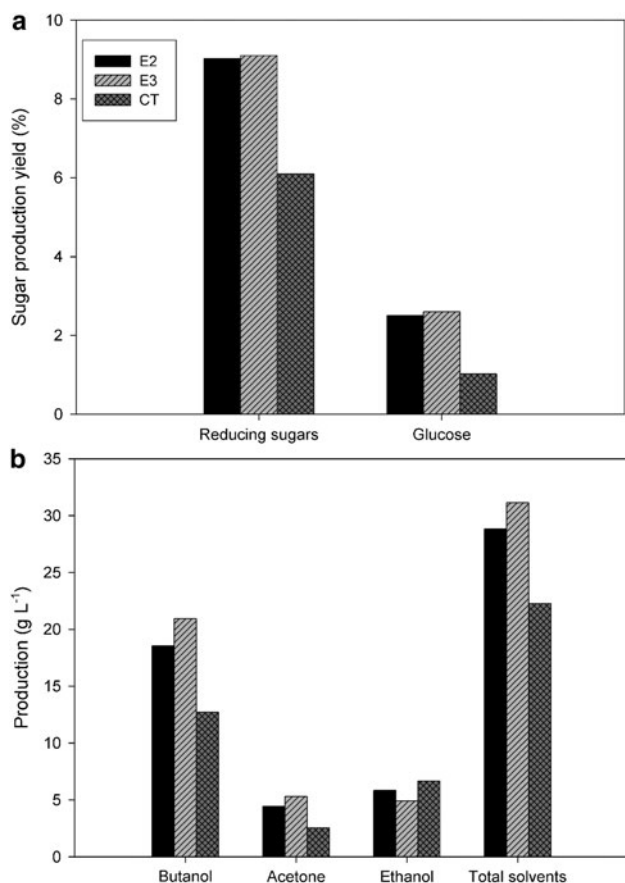 a
10
E2
E3
CT
8
6
4
2
0
Sugar production yield (%)
Reducing sugars Glucose
b
35
30
25
20
15
10
5
0
Production (g L⁻¹)
Butanol Acetone Ethanol Total solvents